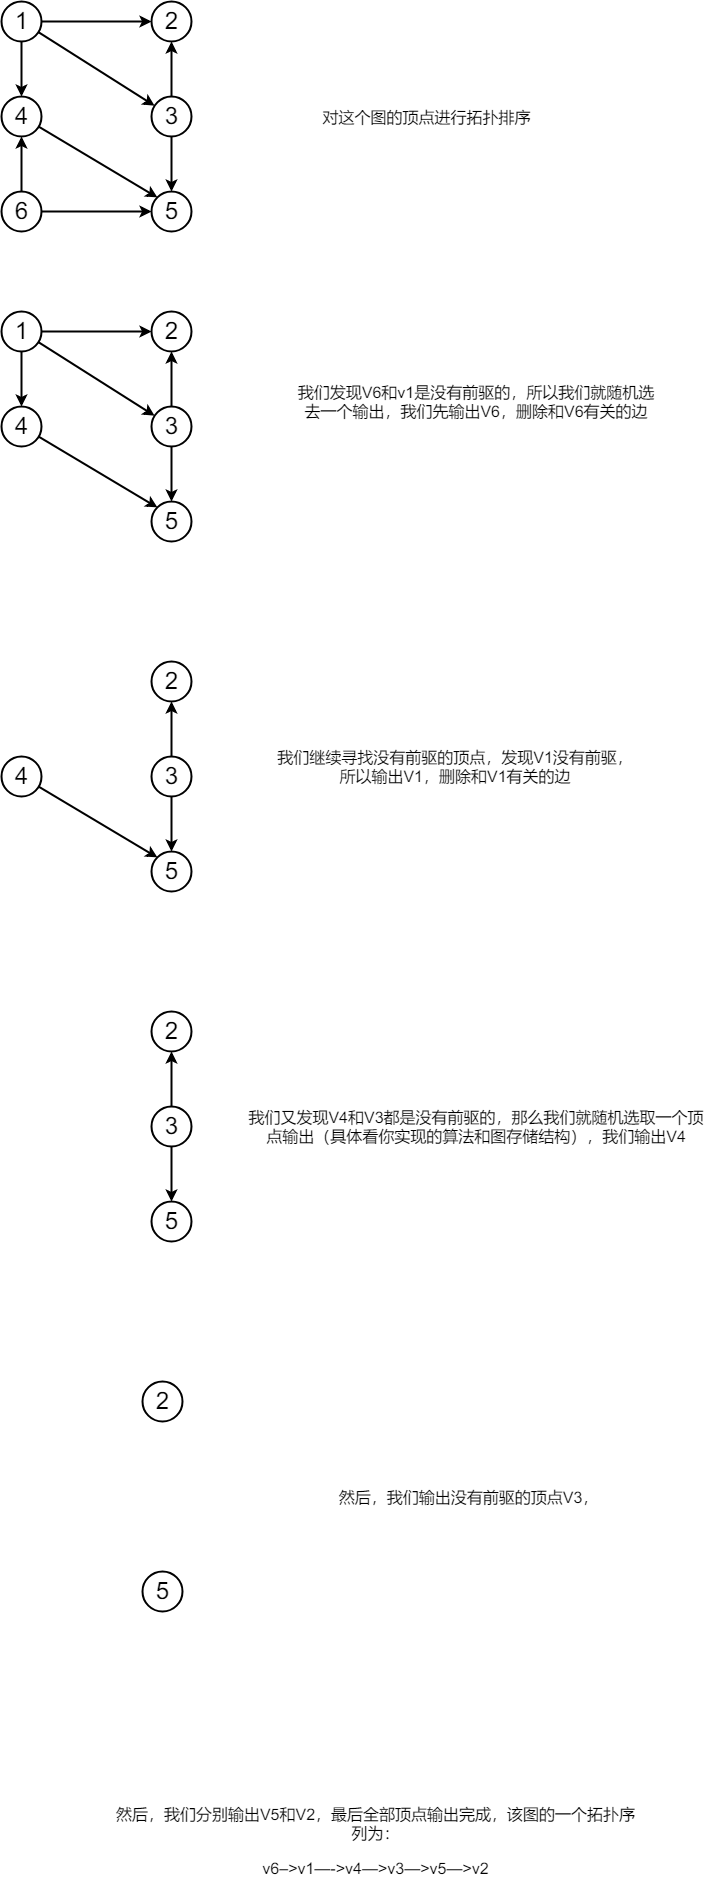 1
2
4
3
6
5
对这个图的顶点进行拓扑排序
1
2
4
3
5
我们发现V6和v1是没有前驱的，所以我们就随机选
去一个输出，我们先输出V6，删除和V6有关的边
2
4
3
5
我们继续寻找没有前驱的顶点，发现V1没有前驱，
所以输出V1，删除和V1有关的边
2
3
5
我们又发现V4和V3都是没有前驱的，那么我们就随机选取一个顶
点输出（具体看你实现的算法和图存储结构），我们输出V4
2
然后，我们输出没有前驱的顶点V3，
5
然后，我们分别输出V5和V2，最后全部顶点输出完成，该图的一个拓扑序
列为：
v6–>v1—->v4—>v3—>v5—>v2